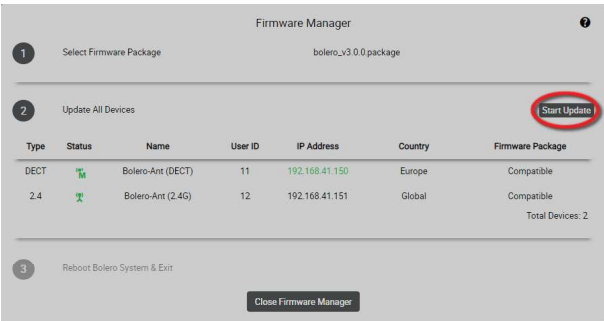 Firmware Manager ?
1 Select Firmware Package bolero_v3.0.0.package
2 Update All Devices Start Update
Type Status Name User ID IP Address Country Firmware Package
DECT M Bolero-Ant (DECT) 11 192.168.41.150 Europe Compatible
2.4 Bolero-Ant (2.4G) 12 192.168.41.151 Global Compatible
Total Devices: 2
3 Reboot Bolero System & Exit
Close Firmware Manager